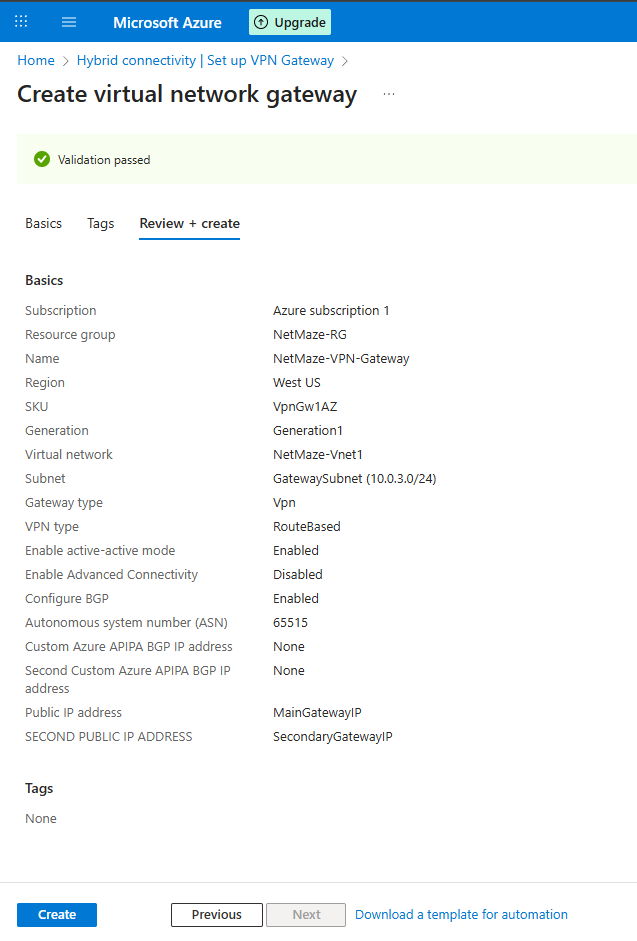 Microsoft Azure Upgrade
Home > Hybrid connectivity | Set up VPN Gateway >
Create virtual network gateway ...
Validation passed
Basics Tags Review + create
Basics
Subscription Azure subscription 1
Resource group NetMaze-RG
Name NetMaze-VPN-Gateway
Region West US
SKU VpnGw1AZ
Generation Generation1
Virtual network NetMaze-Vnet1
Subnet GatewaySubnet (10.0.3.0/24)
Gateway type Vpn
VPN type RouteBased
Enable active-active mode Enabled
Enable Advanced Connectivity Disabled
Configure BGP Enabled
Autonomous system number (ASN) 65515
Custom Azure APIPA BGP IP address None
Second Custom Azure APIPA BGP IP None
address
Public IP address MainGatewayIP
SECOND PUBLIC IP ADDRESS SecondaryGatewayIP
Tags
None
Create Previous Next Download a template for automation